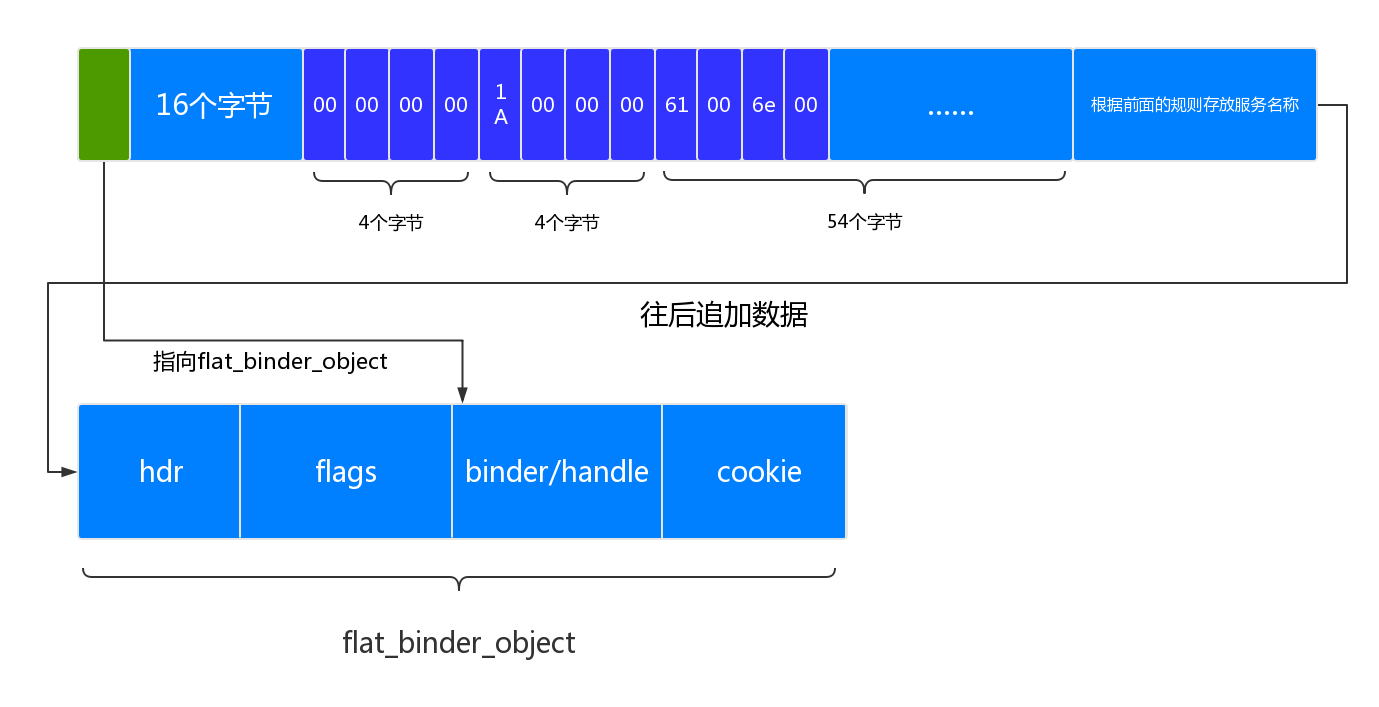 16个字节
00
00
00
00
1
A
00
00
00
61
00
6e
00
......
根据前面的规则存放服务名称
4个字节
4个字节
54个字节
往后追加数据
指向flat_binder_object
hdr
flags
binder/handle
cookie
flat_binder_object